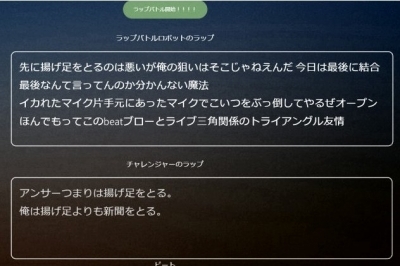 ラップバトル開始！！！！
ラップバトルロボットのラップ
先に揚げ足をとるのは悪いが俺の狙いはそこじゃねえんだ 今日は最後に結合
最後なんて言ってんのか分かんない魔法
イカれたマイク片手元にあったマイクでこいつをぶっ倒してやるぜオープン
ほんでもってこのbeatブローとライブ三角関係のトライアングル友情
チャレンジャーのラップ
アンサーつまりは揚げ足をとる。
俺は揚げ足よりも新聞をとる。
ビート